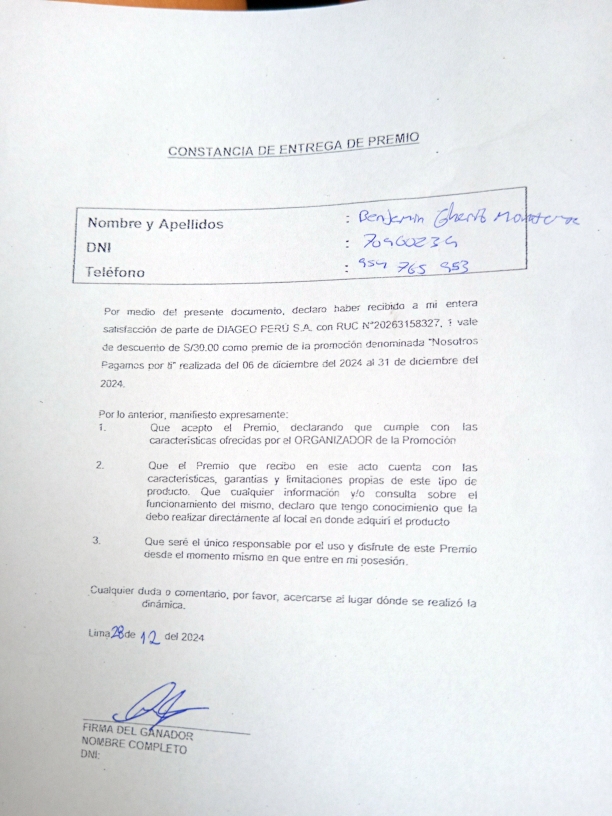 CONSTANCIA DE ENTREGA DE PREMIO
Nombre y Apellidos : Benjamin
DNI : 70960239
Teléfono : 954 765 953
Por medio del presente documento, declaro haber recibido a mi entera
satisfacción de parte de DIAGEO PERÚ S.A. con RUC N°20263158327, 1 vale
de descuento de S/30.00 como premio de la promoción denominada "Nosotros
Pagamos por ti" realizada del 06 de diciembre del 2024 al 31 de diciembre del
2024.
Por lo anterior, manifiesto expresamente:
1. Que acepto el Premio, declarando que cumple con las
características ofrecidas por el ORGANIZADOR de la Promoción
2. Que el Premio que recibo en este acto cuenta con las
características, garantías y limitaciones propias de este tipo de
producto. Que cualquier información y/o consulta sobre el
funcionamiento del mismo, declaro que tengo conocimiento que la
debo realizar directamente al local en donde adquirí el producto
3. Que seré el único responsable por el uso y disfrute de este Premio
desde el momento mismo en que entre en mi posesión.
Cualquier duda o comentario, por favor, acercarse al lugar dónde se realizó la
dinámica.
Lima 28 de 12 del 2024
FIRMA DEL GANADOR
NOMBRE COMPLETO
DNI: